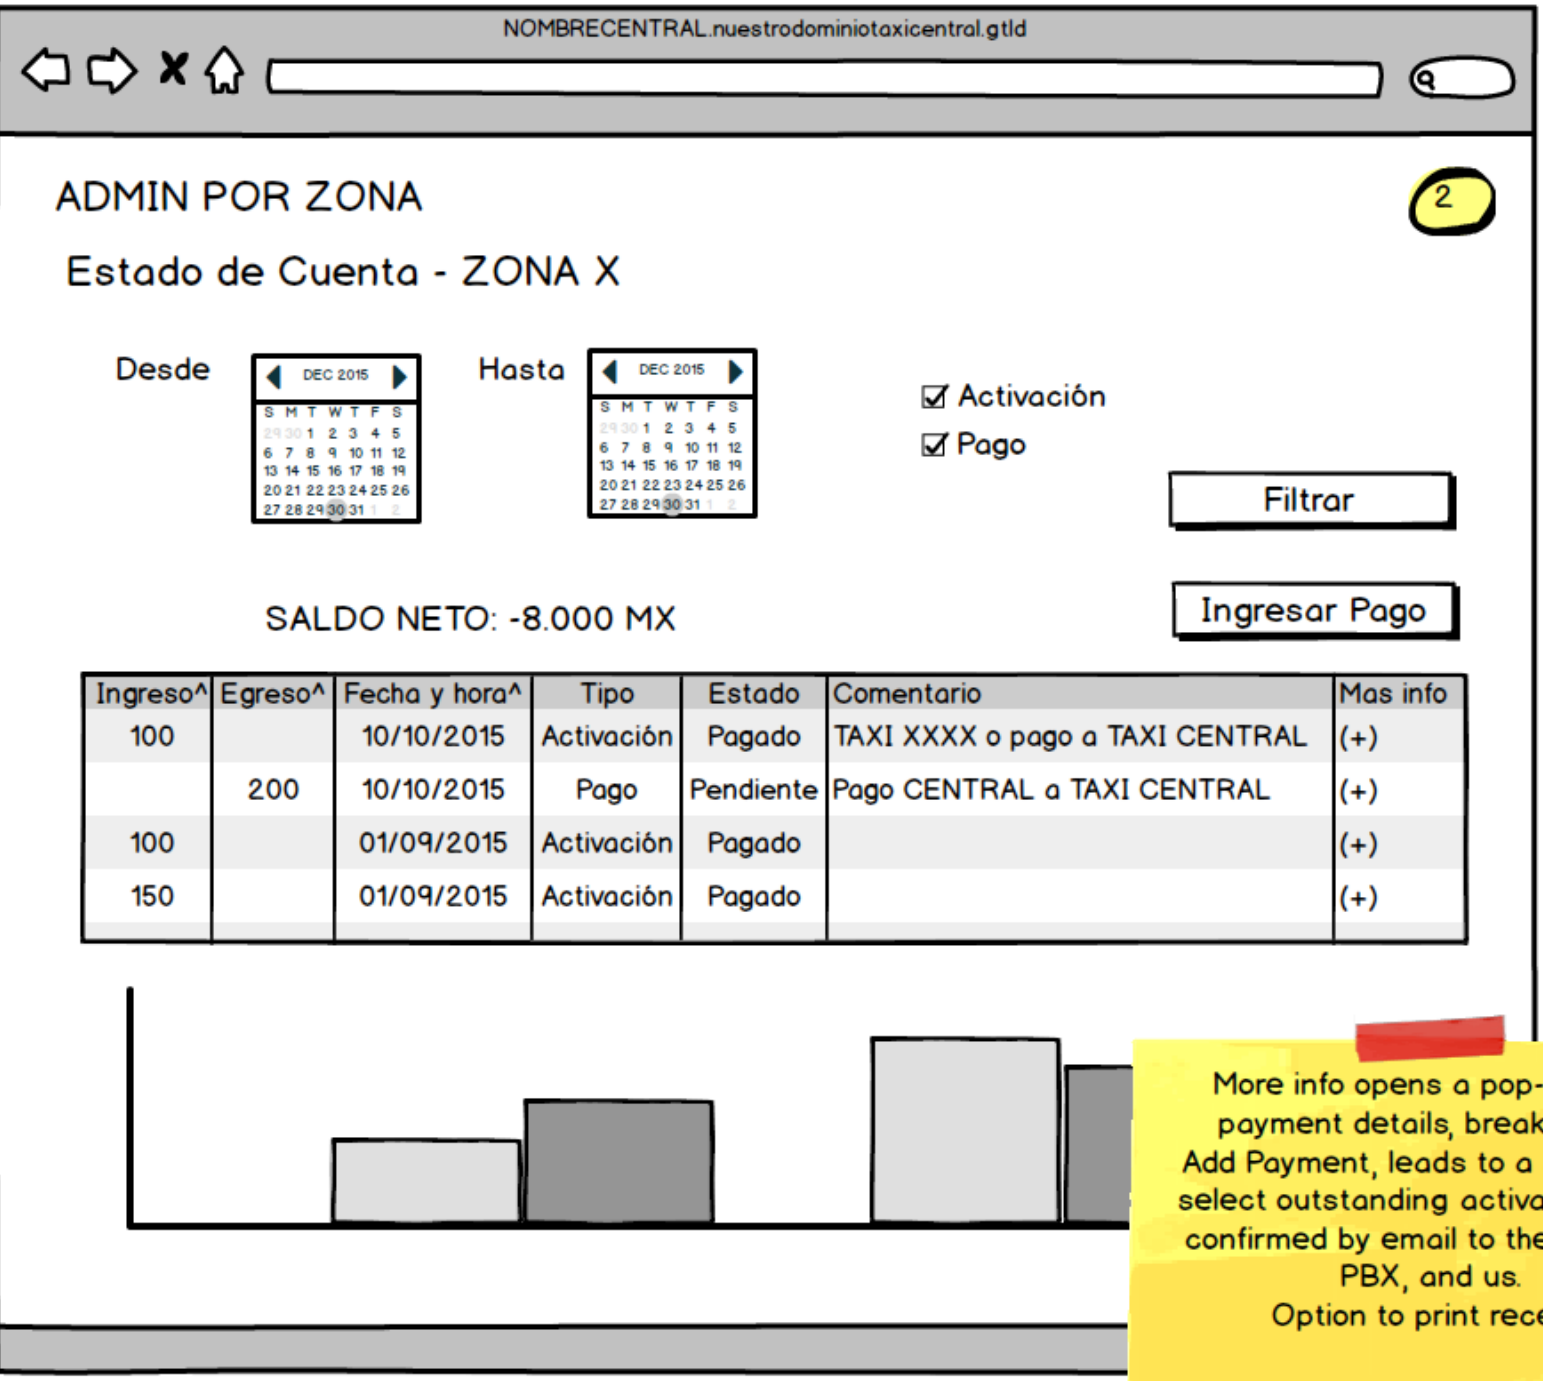 NOMBRECENTRAL.nuestrodominiotaxicentral.gtld
ADMIN POR ZONA
2
Estado de Cuenta - ZONA X
Desde
DEC 2015
S M T W T F S
29 30 1 2 3 4 5
6 7 8 9 10 11 12
13 14 15 16 17 18 19
20 21 22 23 24 25 26
27 28 29 30 31 1 2
Hasta
DEC 2015
S M T W T F S
29 30 1 2 3 4 5
6 7 8 9 10 11 12
13 14 15 16 17 18 19
20 21 22 23 24 25 26
27 28 29 30 31 1 2
Activación
Pago
Filtrar
Ingresar Pago
SALDO NETO: -8.000 MX
Ingreso^ Egreso^ Fecha y hora^ Tipo Estado Comentario Mas info
100 10/10/2015 Activación Pagado TAXI XXXX o pago a TAXI CENTRAL (+)
200 10/10/2015 Pago Pendiente Pago CENTRAL a TAXI CENTRAL (+)
100 01/09/2015 Activación Pagado (+)
150 01/09/2015 Activación Pagado (+)
More info opens a pop-
payment details, break
Add Payment, leads to a
select outstanding activa
confirmed by email to the
PBX, and us.
Option to print rece